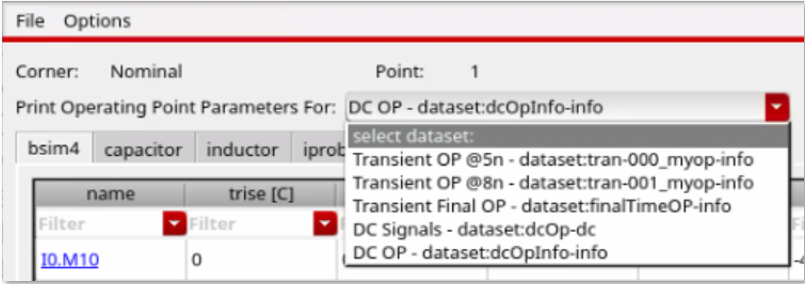 File Options
Corner: Nominal Point: 1
Print Operating Point Parameters For: DC OP - dataset:dcOpInfo-info
select dataset:
bsim4 capacitor inductor iprob
Transient OP @5n - dataset:tran-000_myop-info
Transient OP @8n - dataset:tran-001_myop-info
name trise [C]
Transient Final OP - dataset:finalTimeOP-info
Filter Filter
DC Signals - dataset:dcOp-dc
DC OP - dataset:dcOpInfo-info
I0.M10 0